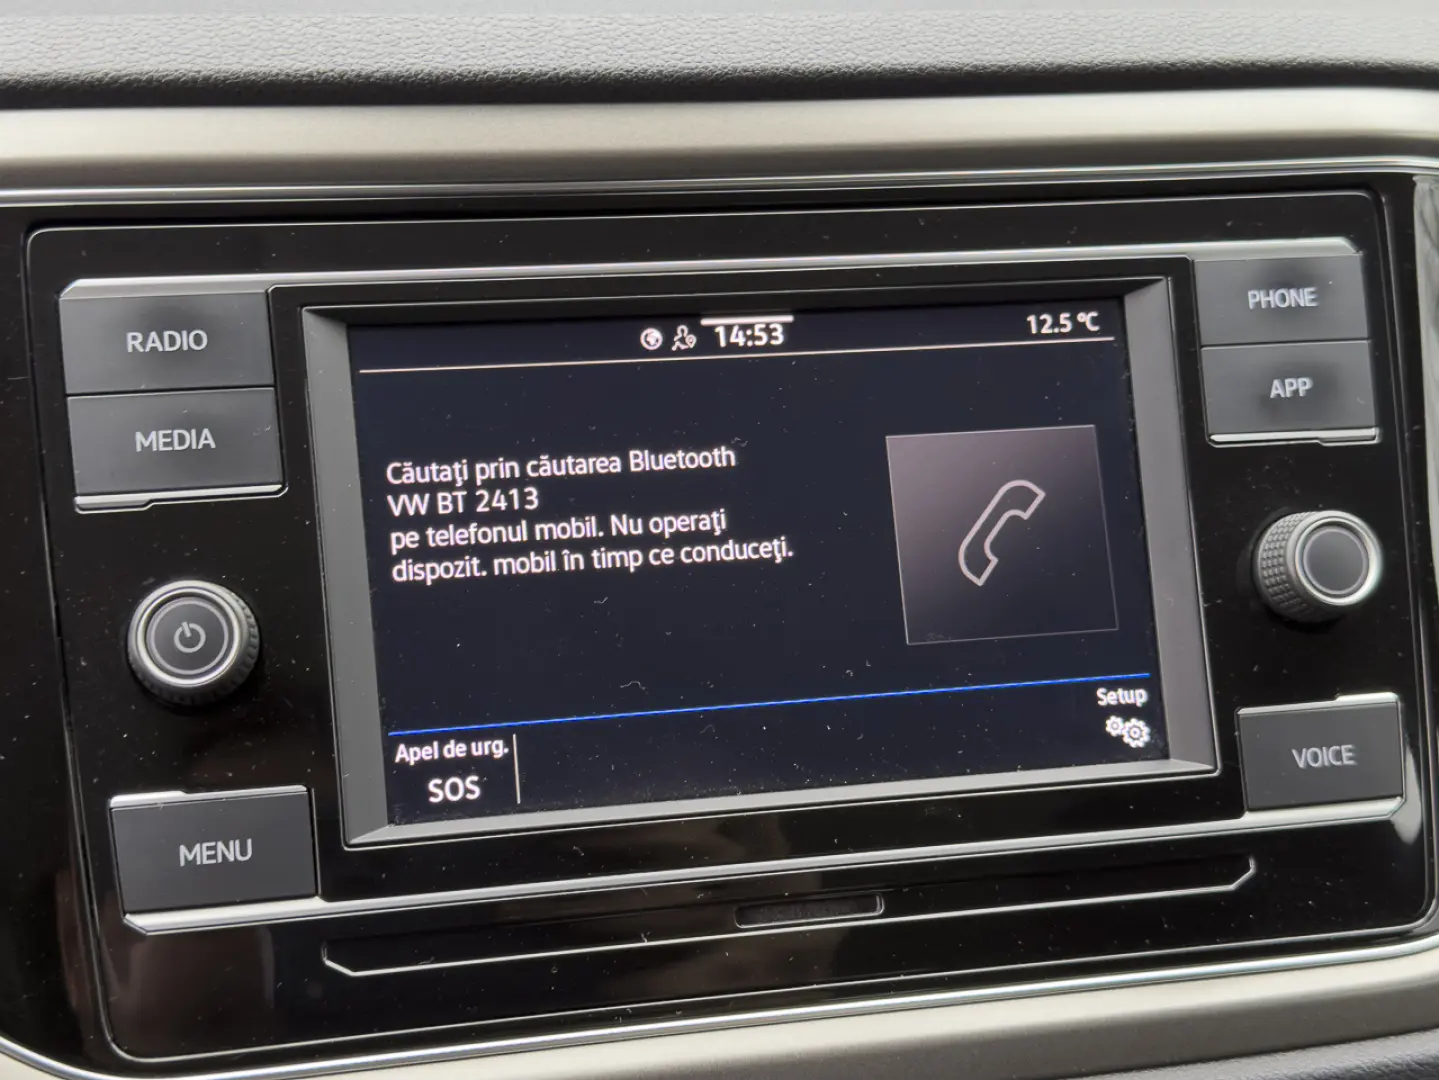 RADIO
MEDIA
MENU
14:53
12.5°C
Căutaţi prin căutarea Bluetooth
VW BT 2413
pe telefonul mobil. Nu operaţi
dispozit. mobil în timp ce conduceţi.
Setup
Apel de urg.
SOS
PHONE
APP
VOICE